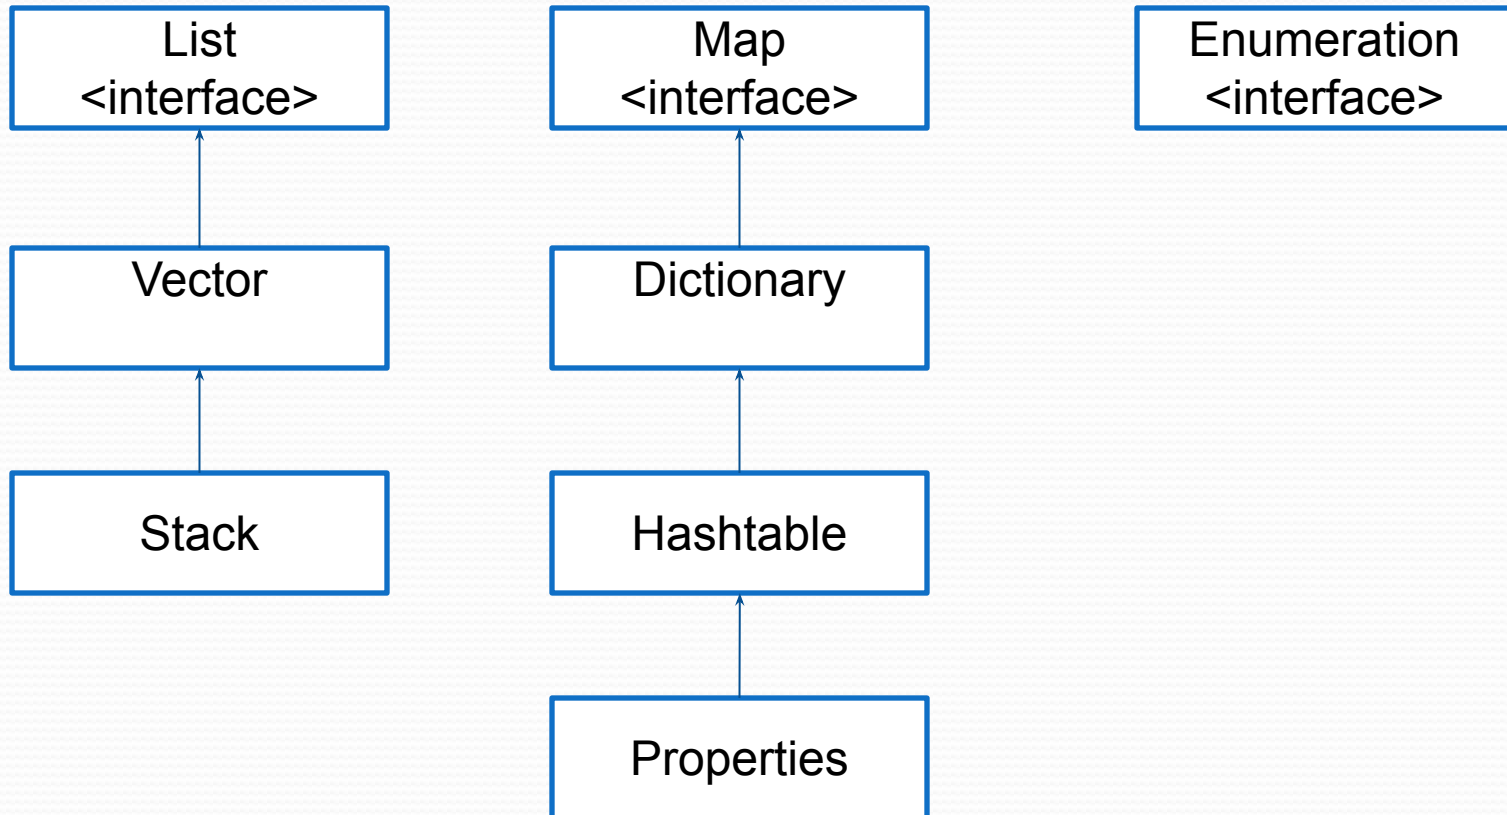 List
<interface>
Map
<interface>
Enumeration
<interface>
Vector
Dictionary
Stack
Hashtable
Properties